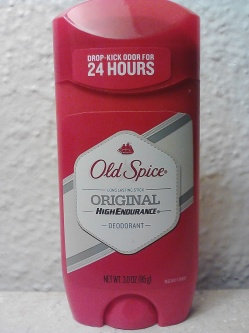 DROP-KICK ODOR FOR
24 HOURS
Old Spice®
LONG LASTING STICK
ORIGINAL
HIGH ENDURANCE®
DEODORANT
NET WT 3.0 OZ (85g)